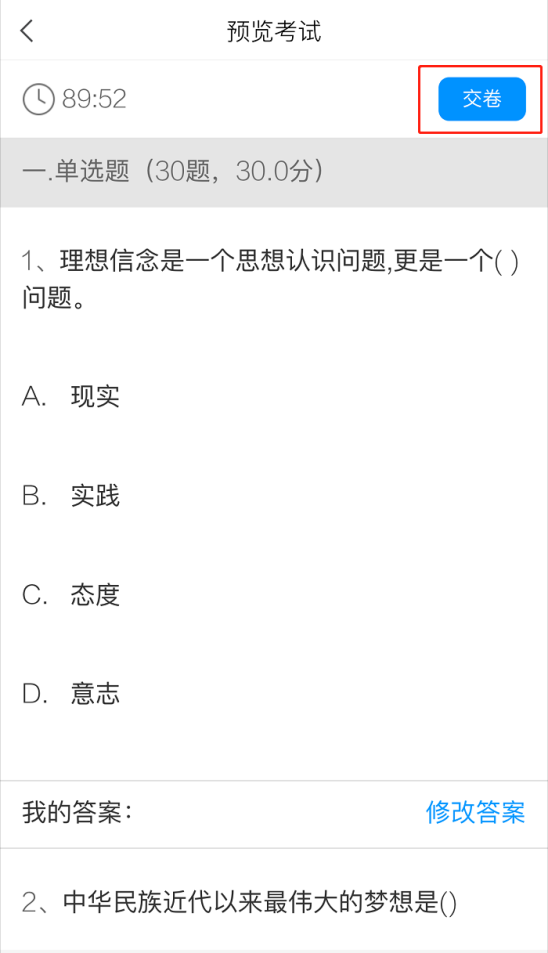 预览考试
89:52
交卷
一.单选题（30题，30.0分）
1、理想信念是一个思想认识问题,更是一个( )
问题。
A. 现实
B. 实践
C. 态度
D. 意志
我的答案：
修改答案
2、中华民族近代以来最伟大的梦想是()